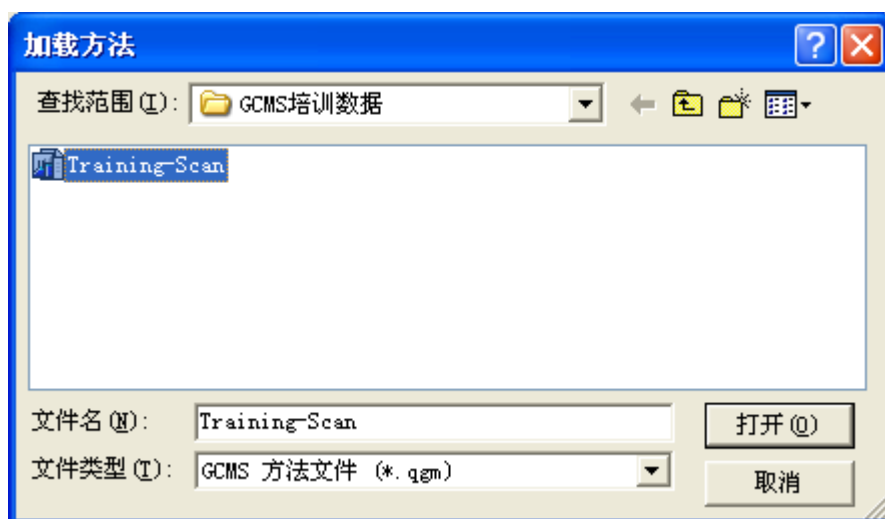 加载方法
查找范围(I): GCMS培训数据
Training-Scan
文件名(N): Training-Scan
打开(O)
文件类型(T): GCMS 方法文件 (*.qgm)
取消